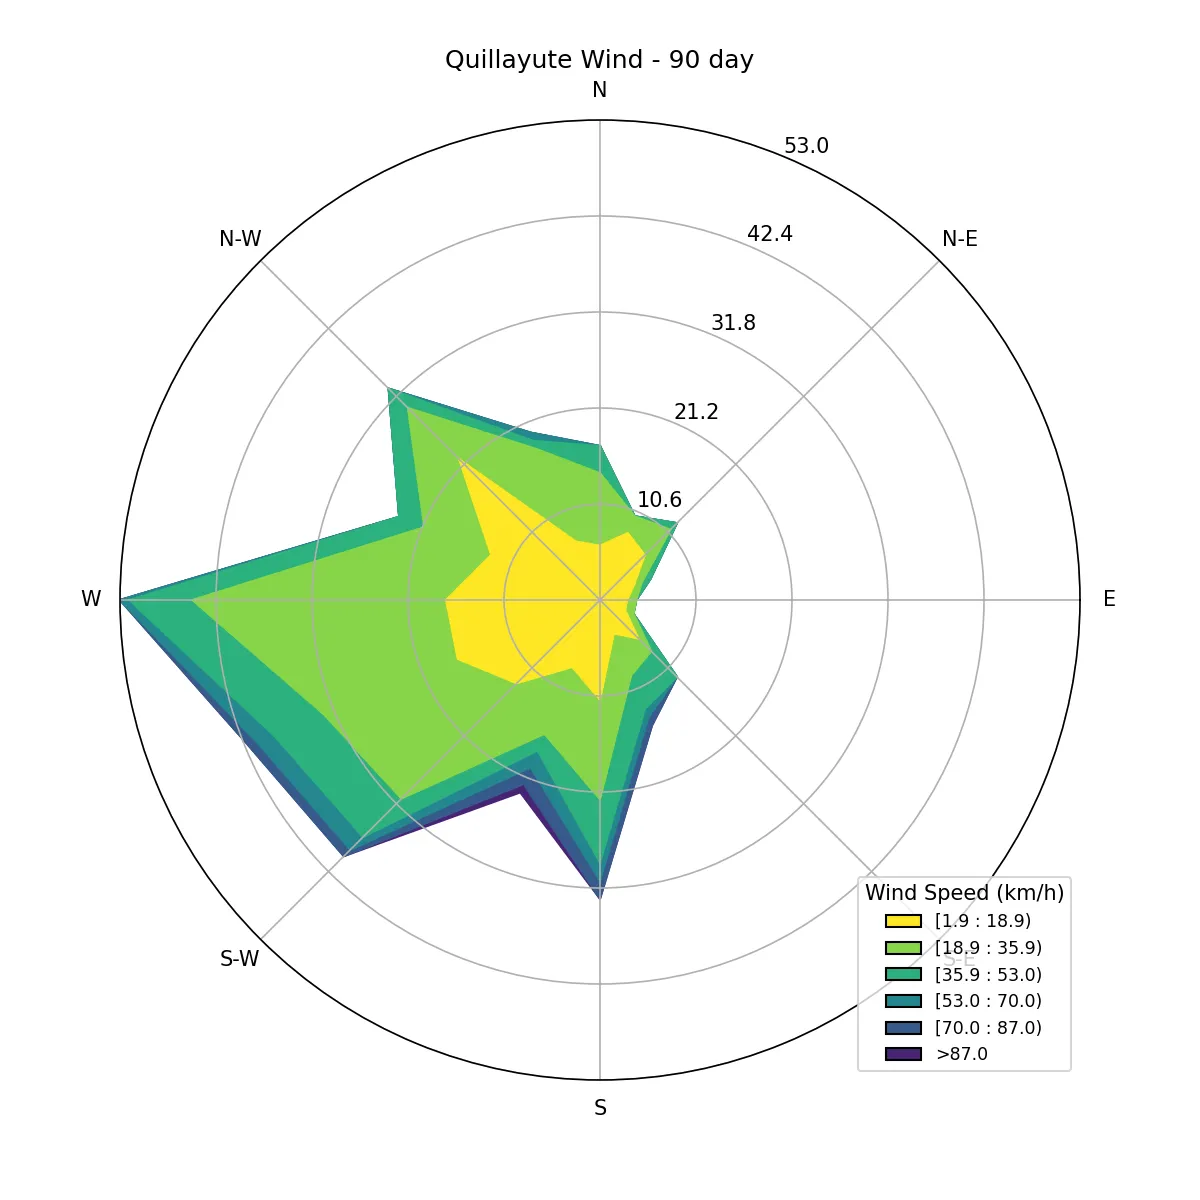 Quillayute Wind - 90 day
N
53.0
42.4
N-W
N-E
31.8
21.2
10.6
W
E
Wind Speed (km/h)
[1.9 : 18.9)
[18.9 : 35.9)
S-W
S-E
[35.9 : 53.0)
[53.0 : 70.0)
[70.0 : 87.0)
>87.0
S